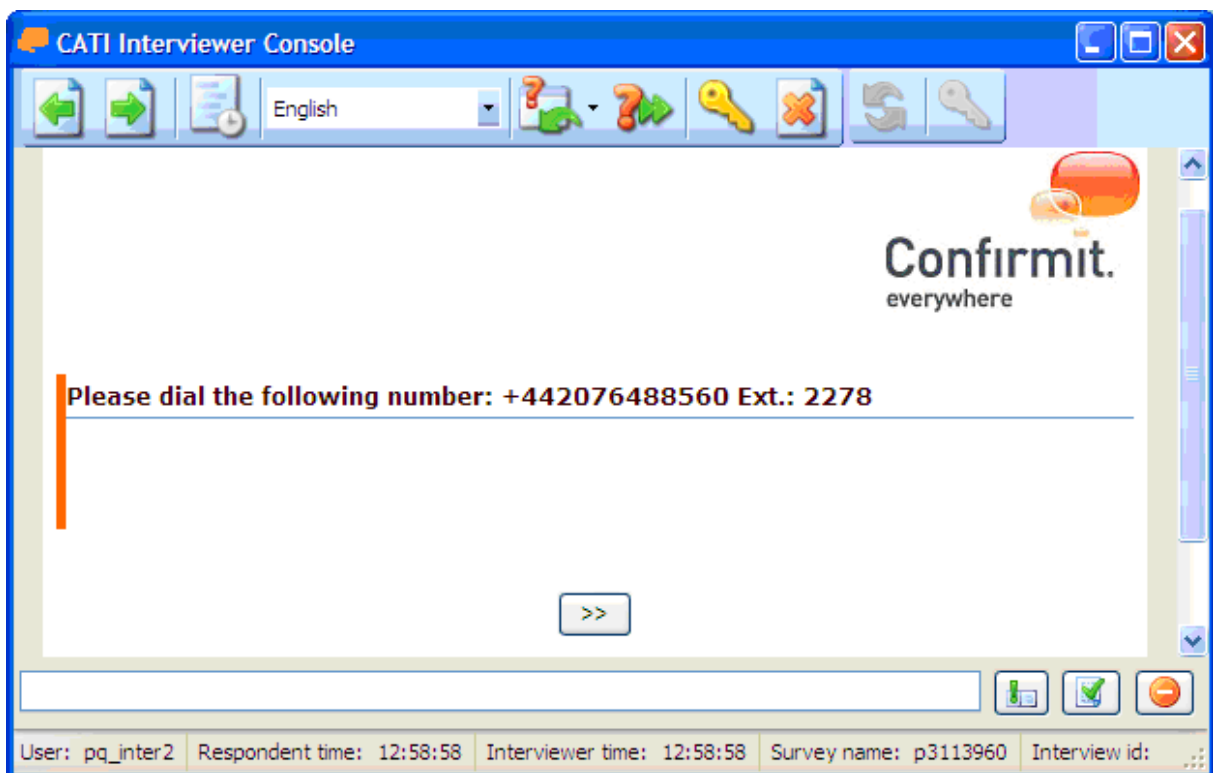 CATI Interviewer Console
English
Confirmit.
everywhere
Please dial the following number: +442076488560 Ext.: 2278
>>
User: pq_inter2 Respondent time: 12:58:58 Interviewer time: 12:58:58 Survey name: p3113960 Interview id: